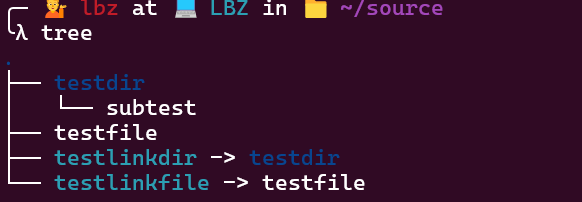 ╭─ 💁 lbz at 💻 LBZ in 📁 ~/source
╰λ tree
.
├── testdir
│   └── subtest
├── testfile
├── testlinkdir -> testdir
└── testlinkfile -> testfile